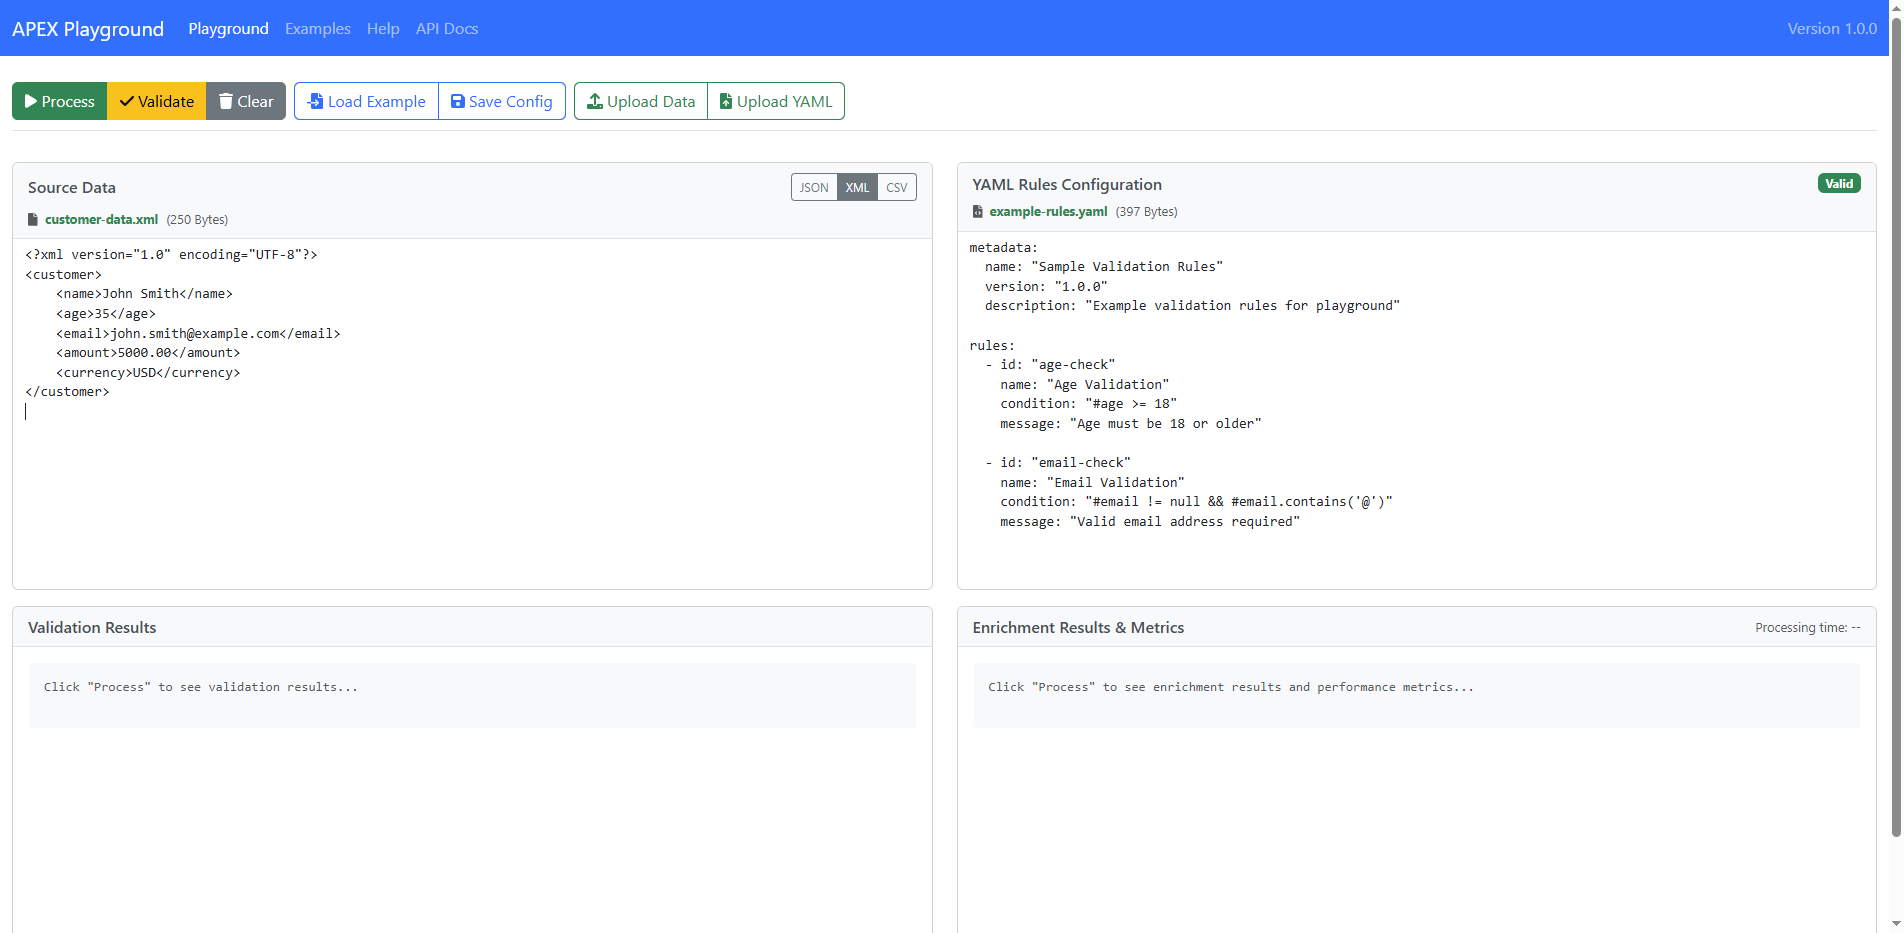 APEX Playground Playground Examples Help API Docs Version 1.0.0
Process Validate Clear Load Example Save Config Upload Data Upload YAML
Source Data JSON XML CSV
customer-data.xml (250 Bytes)
<?xml version="1.0" encoding="UTF-8"?>
<customer>
    <name>John Smith</name>
    <age>35</age>
    <email>john.smith@example.com</email>
    <amount>5000.00</amount>
    <currency>USD</currency>
</customer>
YAML Rules Configuration Valid
example-rules.yaml (397 Bytes)
metadata:
  name: "Sample Validation Rules"
  version: "1.0.0"
  description: "Example validation rules for playground"
rules:
  - id: "age-check"
    name: "Age Validation"
    condition: "#age >= 18"
    message: "Age must be 18 or older"
  - id: "email-check"
    name: "Email Validation"
    condition: "#email != null && #email.contains('@')"
    message: "Valid email address required"
Validation Results
Click "Process" to see validation results...
Enrichment Results & Metrics Processing time: --
Click "Process" to see enrichment results and performance metrics...